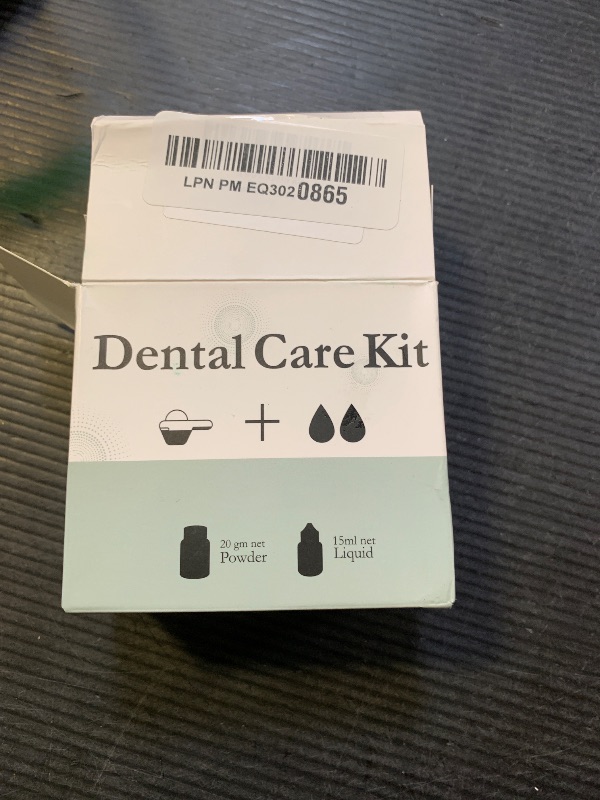 LPN PM EQ3020865
Dental Care Kit
20 gm net
Powder
15ml net
Liquid